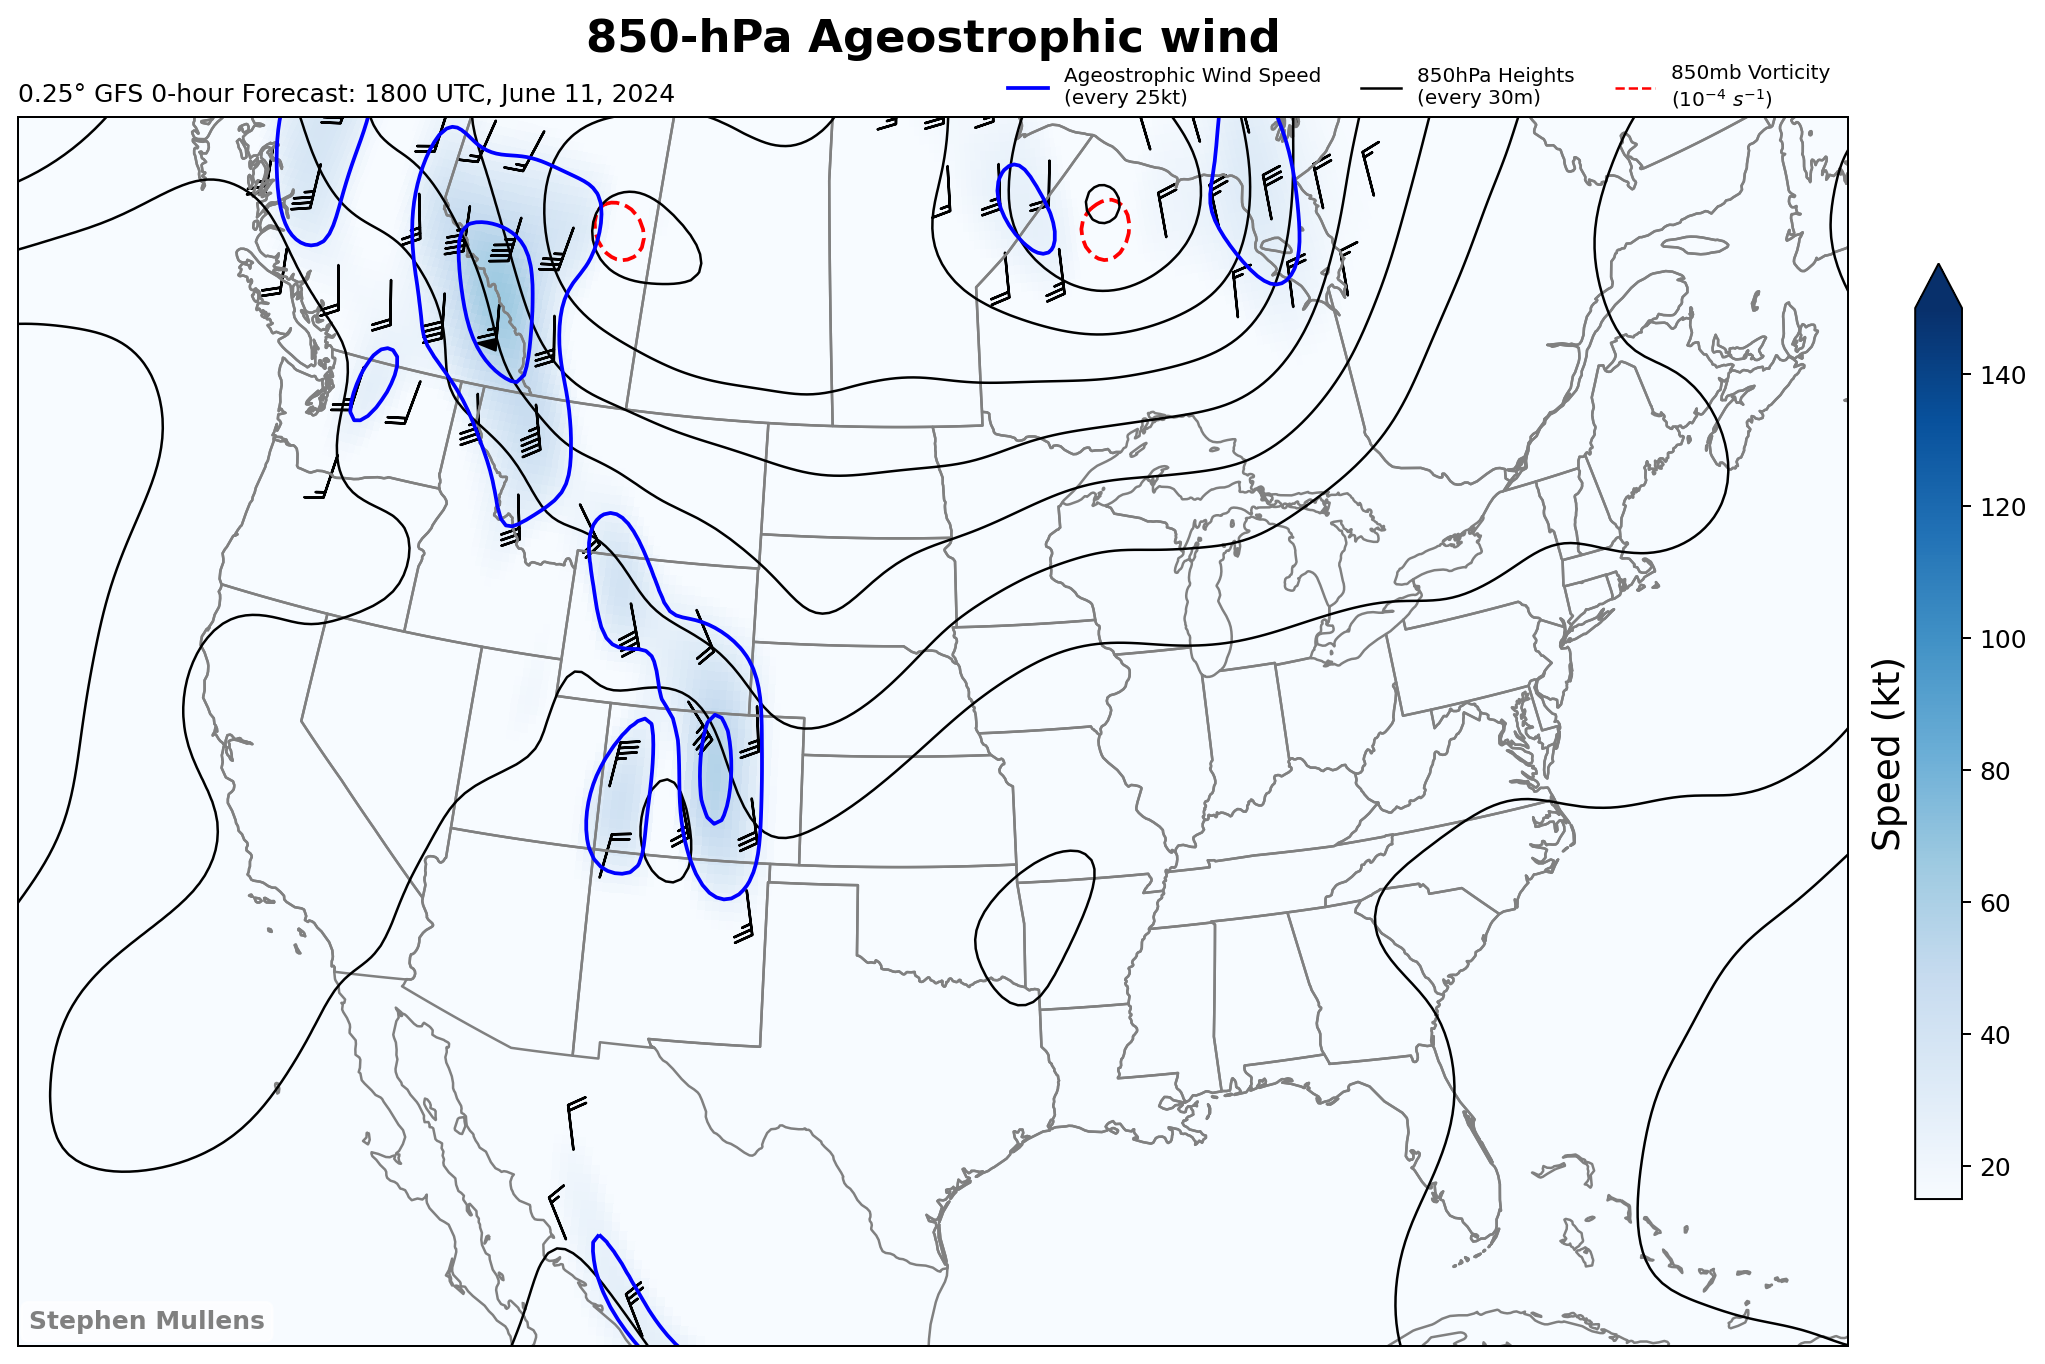 850-hPa Ageostrophic wind
0.25° GFS 0-hour Forecast: 1800 UTC, June 11, 2024
Ageostrophic Wind Speed
(every 25kt)
850hPa Heights
(every 30m)
850mb Vorticity
(10⁻⁴ s⁻¹)
140
120
100
80
60
40
20
Speed (kt)
Stephen Mullens